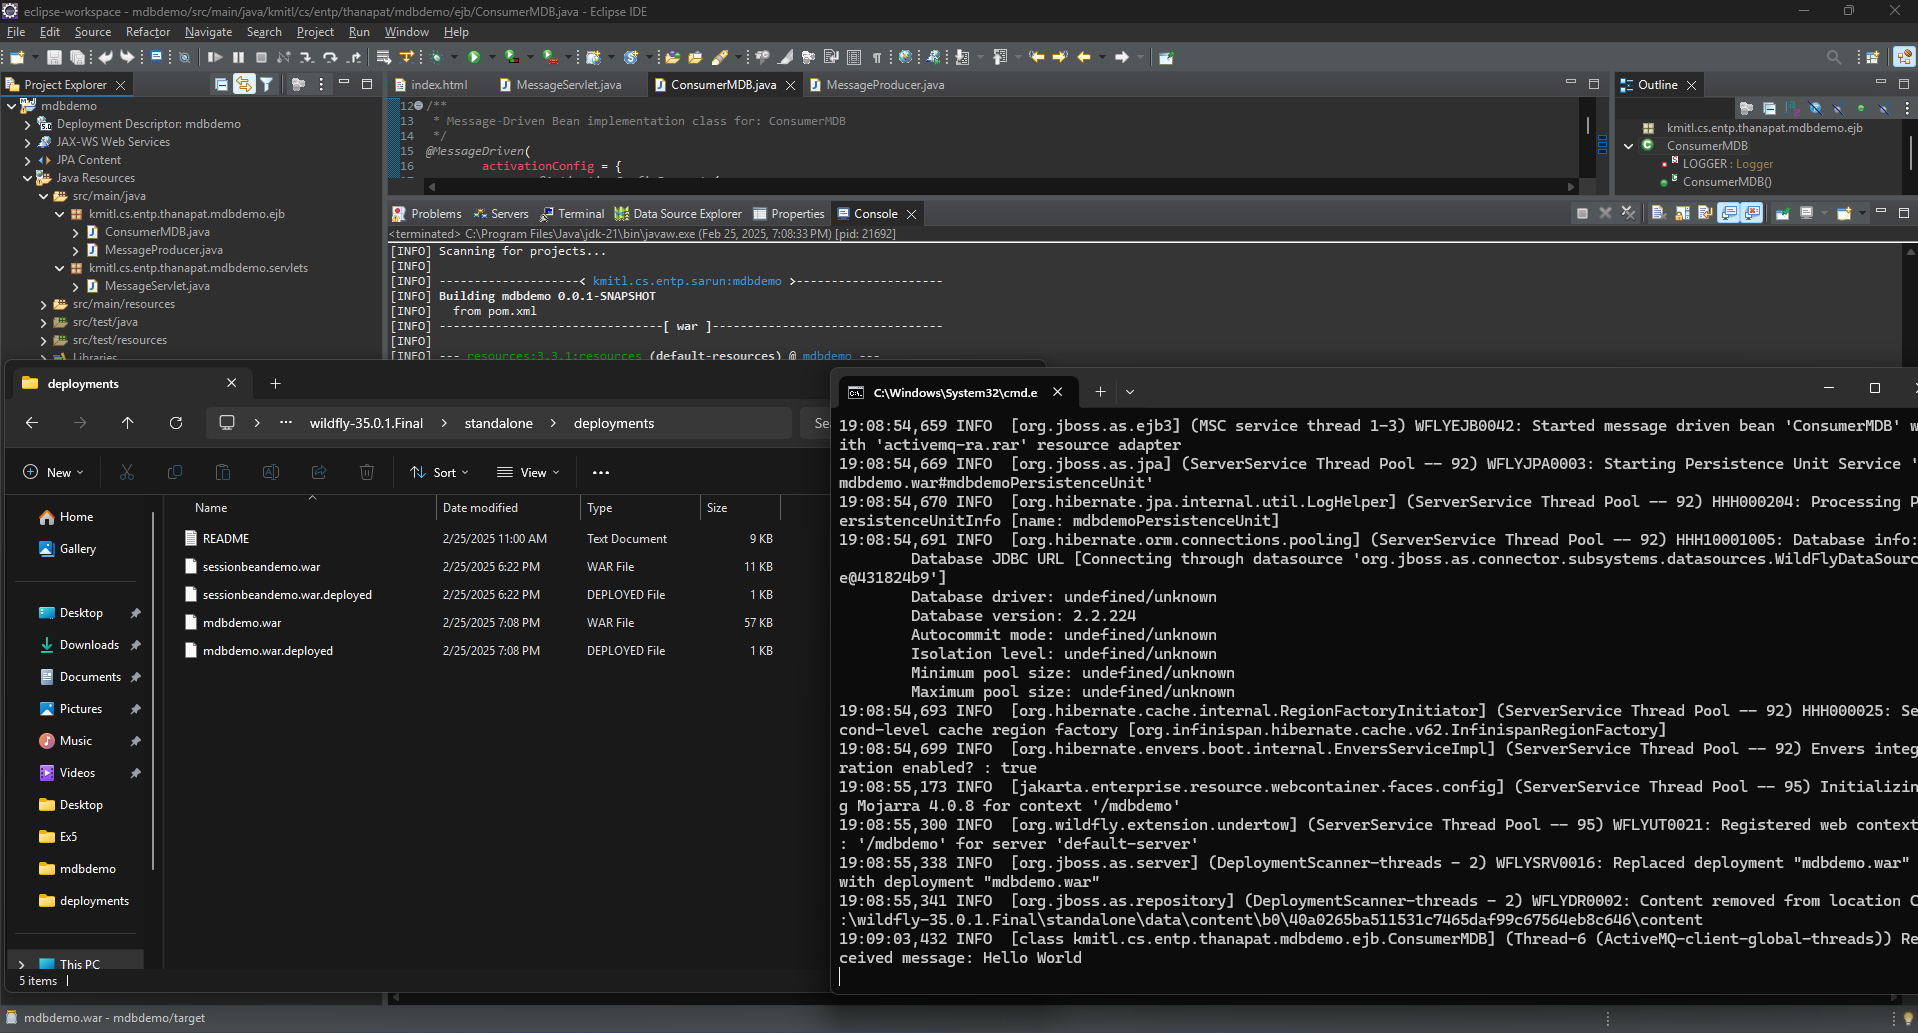 eclipse-workspace - mdbdemo/src/main/java/kmitl/cs/entp/thanapat/mdbdemo/ejb/ConsumerMDB.java - Eclipse IDE
File Edit Source Refactor Navigate Search Project Run Window Help
Project Explorer
index.html MessageServlet.java ConsumerMDB.java MessageProducer.java
Outline
mdbdemo
Deployment Descriptor: mdbdemo
JAX-WS Web Services
JPA Content
Java Resources
src/main/java
kmitl.cs.entp.thanapat.mdbdemo.ejb
ConsumerMDB.java
MessageProducer.java
kmitl.cs.entp.thanapat.mdbdemo.servlets
MessageServlet.java
src/main/resources
src/test/java
src/test/resources
Libraries
12 /**
13 * Message-Driven Bean implementation class for: ConsumerMDB
14 */
15 @MessageDriven(
16 activationConfig = {
kmitl.cs.entp.thanapat.mdbdemo.ejb
ConsumerMDB
LOGGER : Logger
ConsumerMDB()
Problems Servers Terminal Data Source Explorer Properties Console
<terminated> C:\Program Files\Java\jdk-21\bin\javaw.exe (Feb 25, 2025, 7:08:33 PM) [pid: 21692]
[INFO] Scanning for projects...
[INFO]
[INFO] --------------------< kmitl.cs.entp.sarun:mdbdemo >---------------------
[INFO] Building mdbdemo 0.0.1-SNAPSHOT
[INFO]   from pom.xml
[INFO] --------------------------------[ war ]---------------------------------
[INFO]
[INFO] --- resources:3.3.1:resources (default-resources) @ mdbdemo ---
deployments
wildfly-35.0.1.Final > standalone > deployments
New Sort View
Name Date modified Type Size
README 2/25/2025 11:00 AM Text Document 9 KB
sessionbeandemo.war 2/25/2025 6:22 PM WAR File 11 KB
sessionbeandemo.war.deployed 2/25/2025 6:22 PM DEPLOYED File 1 KB
mdbdemo.war 2/25/2025 7:08 PM WAR File 57 KB
mdbdemo.war.deployed 2/25/2025 7:08 PM DEPLOYED File 1 KB
Home
Gallery
Desktop
Downloads
Documents
Pictures
Music
Videos
Desktop
Ex5
mdbdemo
deployments
This PC
5 items
C:\Windows\System32\cmd.e
19:08:54,659 INFO  [org.jboss.as.ejb3] (MSC service thread 1-3) WFLYEJB0042: Started message driven bean 'ConsumerMDB' w
ith 'activemq-ra.rar' resource adapter
19:08:54,669 INFO  [org.jboss.as.jpa] (ServerService Thread Pool -- 92) WFLYJPA0003: Starting Persistence Unit Service '
mdbdemo.war#mdbdemoPersistenceUnit'
19:08:54,670 INFO  [org.hibernate.jpa.internal.util.LogHelper] (ServerService Thread Pool -- 92) HHH000204: Processing P
ersistenceUnitInfo [name: mdbdemoPersistenceUnit]
19:08:54,691 INFO  [org.hibernate.orm.connections.pooling] (ServerService Thread Pool -- 92) HHH10001005: Database info:
Database JDBC URL [Connecting through datasource 'org.jboss.as.connector.subsystems.datasources.WildFlyDataSourc
e@431824b9']
Database driver: undefined/unknown
Database version: 2.2.224
Autocommit mode: undefined/unknown
Isolation level: undefined/unknown
Minimum pool size: undefined/unknown
Maximum pool size: undefined/unknown
19:08:54,693 INFO  [org.hibernate.cache.internal.RegionFactoryInitiator] (ServerService Thread Pool -- 92) HHH000025: Se
cond-level cache region factory [org.infinispan.hibernate.cache.v62.InfinispanRegionFactory]
19:08:54,699 INFO  [org.hibernate.envers.boot.internal.EnversServiceImpl] (ServerService Thread Pool -- 92) Envers integ
ration enabled? : true
19:08:55,173 INFO  [jakarta.enterprise.resource.webcontainer.faces.config] (ServerService Thread Pool -- 95) Initializin
g Mojarra 4.0.8 for context '/mdbdemo'
19:08:55,300 INFO  [org.wildfly.extension.undertow] (ServerService Thread Pool -- 95) WFLYUT0021: Registered web context
: '/mdbdemo' for server 'default-server'
19:08:55,338 INFO  [org.jboss.as.server] (DeploymentScanner-threads - 2) WFLYSRV0016: Replaced deployment "mdbdemo.war"
with deployment "mdbdemo.war"
19:08:55,341 INFO  [org.jboss.as.repository] (DeploymentScanner-threads - 2) WFLYDR0002: Content removed from location C
:\wildfly-35.0.1.Final\standalone\data\content\b0\40a0265ba511531c7465daf99c67564eb8c646\content
19:09:03,432 INFO  [class kmitl.cs.entp.thanapat.mdbdemo.ejb.ConsumerMDB] (Thread-6 (ActiveMQ-client-global-threads)) Re
ceived message: Hello World
mdbdemo.war - mdbdemo/target